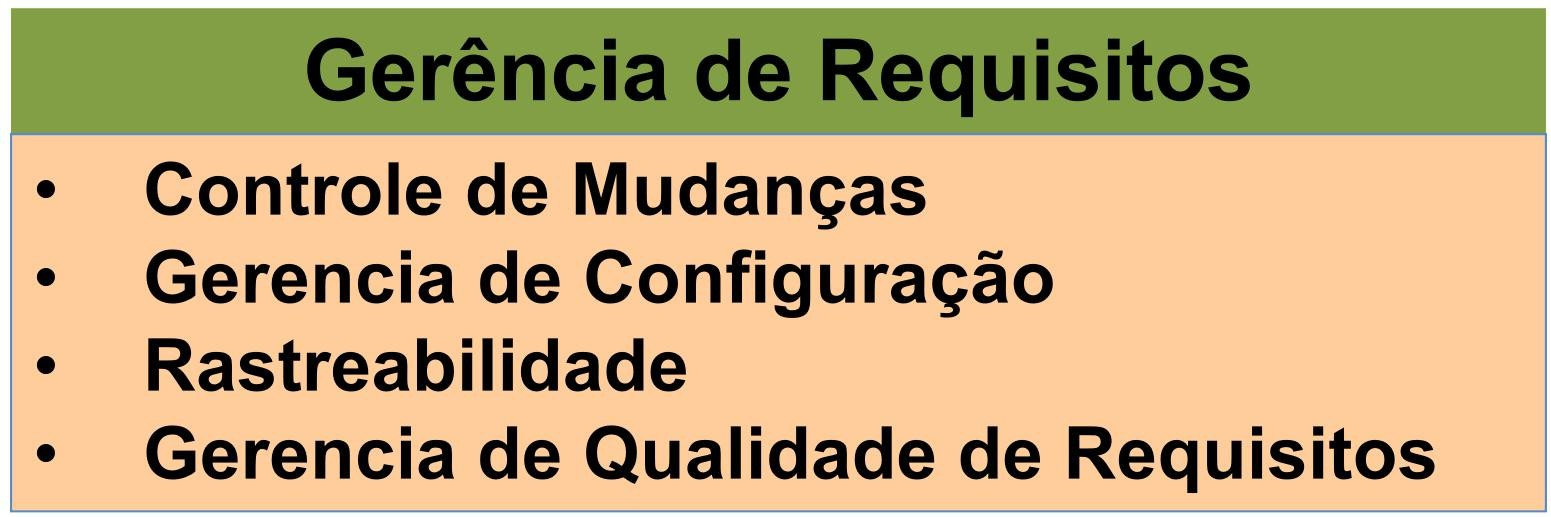 Gerência de Requisitos
• Controle de Mudanças
• Gerencia de Configuração
• Rastreabilidade
• Gerencia de Qualidade de Requisitos